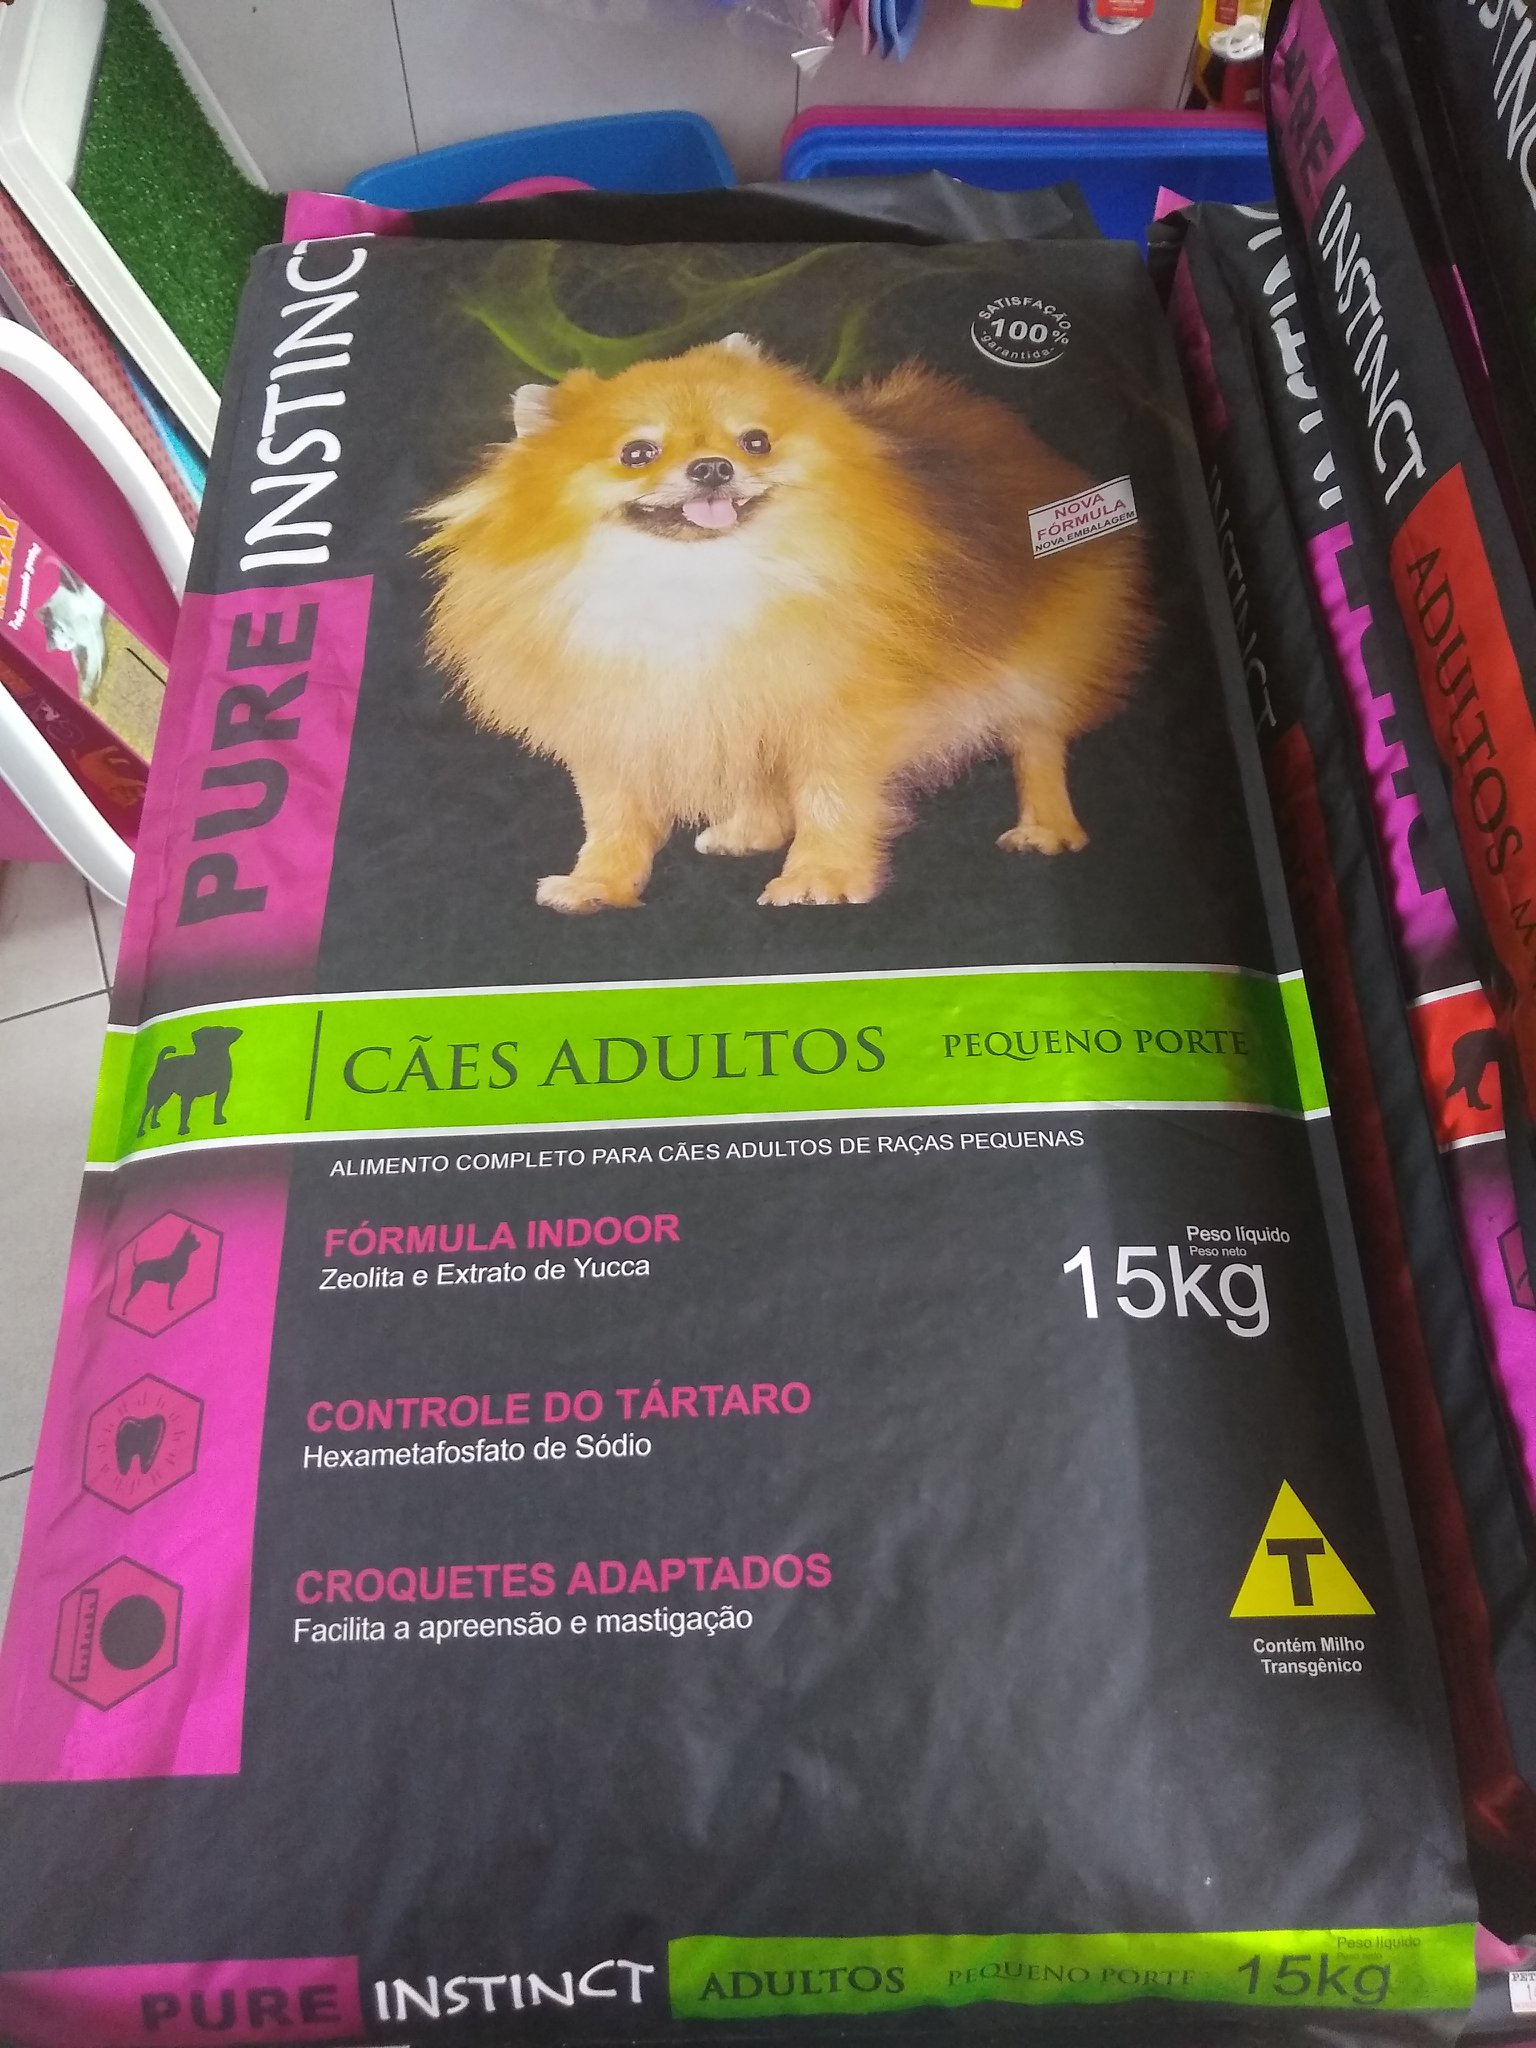 PURE INSTINCT
SATISFAÇÃO
100%
garantida
NOVA
FÓRMULA
NOVA EMBALAGEM
CÃES ADULTOS PEQUENO PORTE
ALIMENTO COMPLETO PARA CÃES ADULTOS DE RAÇAS PEQUENAS
FÓRMULA INDOOR
Zeolita e Extrato de Yucca
Peso líquido
Peso neto
15kg
CONTROLE DO TÁRTARO
Hexametafosfato de Sódio
CROQUETES ADAPTADOS
Facilita a apreensão e mastigação
T
Contém Milho
Transgênico
PURE INSTINCT ADULTOS PEQUENO PORTE 15kg
Peso líquido
Peso neto
INSTINCT
ADULTOS
INSTINCT